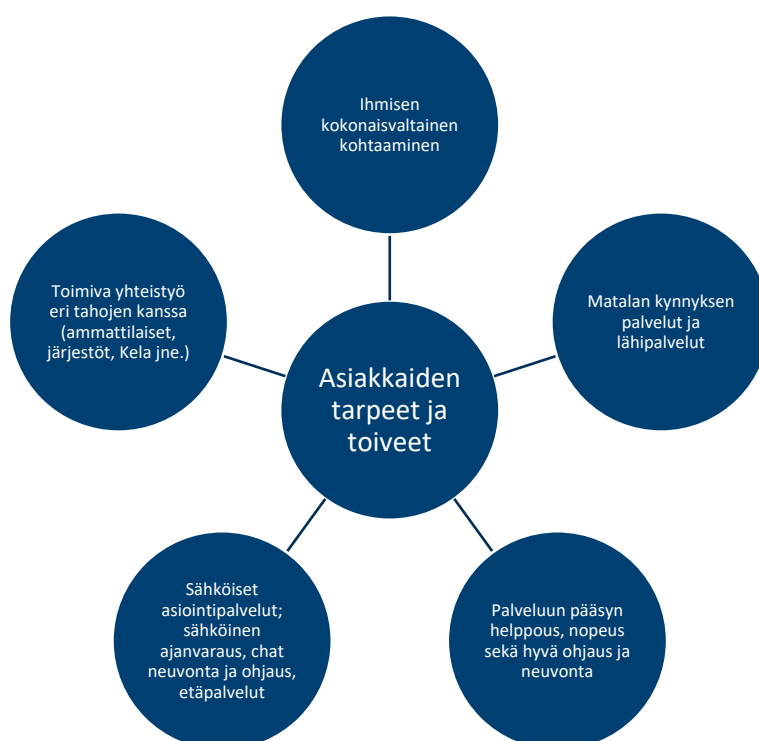 Ihmisen
kokonaisvaltainen
kohtaaminen
Toimiva yhteistyö
eri tahojen kanssa
(ammattilaiset,
järjestöt, Kela jne.)
Matalan kynnyksen
palvelut ja
lähipalvelut
Asiakkaiden
tarpeet ja
toiveet
Sähköiset
asiointipalvelut;
sähköinen
ajanvaraus, chat
neuvonta ja ohjaus,
etäpalvelut
Palveluun pääsyn
helppous, nopeus
sekä hyvä ohjaus ja
neuvonta